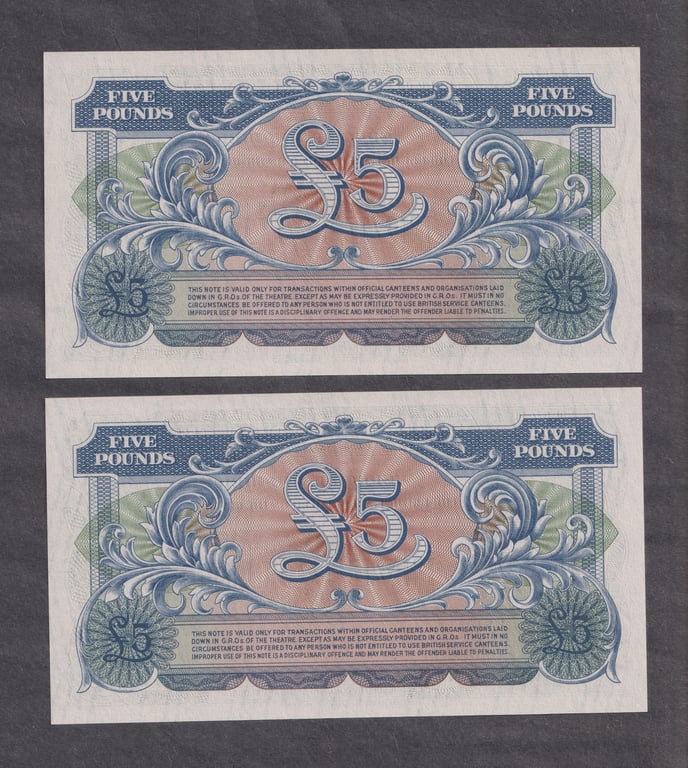 FIVE POUNDS
FIVE POUNDS
£5
£5
£5
THIS NOTE IS VALID ONLY FOR TRANSACTIONS WITHIN OFFICIAL CANTEENS AND ORGANISATIONS LAID
DOWN IN G.R.Os. OF THE THEATRE. EXCEPT AS MAY BE EXPRESSLY PROVIDED IN G.R.Os. IT MUST IN NO
CIRCUMSTANCES BE OFFERED TO ANY PERSON WHO IS NOT ENTITLED TO USE BRITISH SERVICE CANTEENS.
IMPROPER USE OF THIS NOTE IS A DISCIPLINARY OFFENCE AND MAY RENDER THE OFFENDER LIABLE TO PENALTIES.
FIVE POUNDS
FIVE POUNDS
£5
£5
£5
THIS NOTE IS VALID ONLY FOR TRANSACTIONS WITHIN OFFICIAL CANTEENS AND ORGANISATIONS LAID
DOWN IN G.R.Os. OF THE THEATRE. EXCEPT AS MAY BE EXPRESSLY PROVIDED IN G.R.Os. IT MUST IN NO
CIRCUMSTANCES BE OFFERED TO ANY PERSON WHO IS NOT ENTITLED TO USE BRITISH SERVICE CANTEENS.
IMPROPER USE OF THIS NOTE IS A DISCIPLINARY OFFENCE AND MAY RENDER THE OFFENDER LIABLE TO PENALTIES.